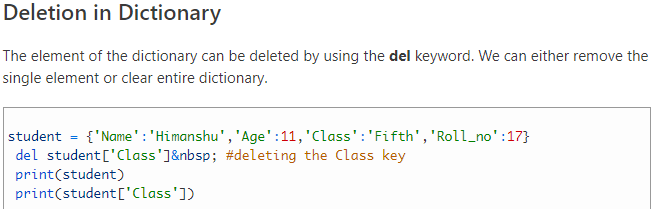 Deletion in Dictionary
The element of the dictionary can be deleted by using the del keyword. We can either remove the
single element or clear entire dictionary.
student = {'Name':'Himanshu','Age':11,'Class':'Fifth','Roll_no':17}
del student['Class']&nbsp; #deleting the Class key
print(student)
print(student['Class'])